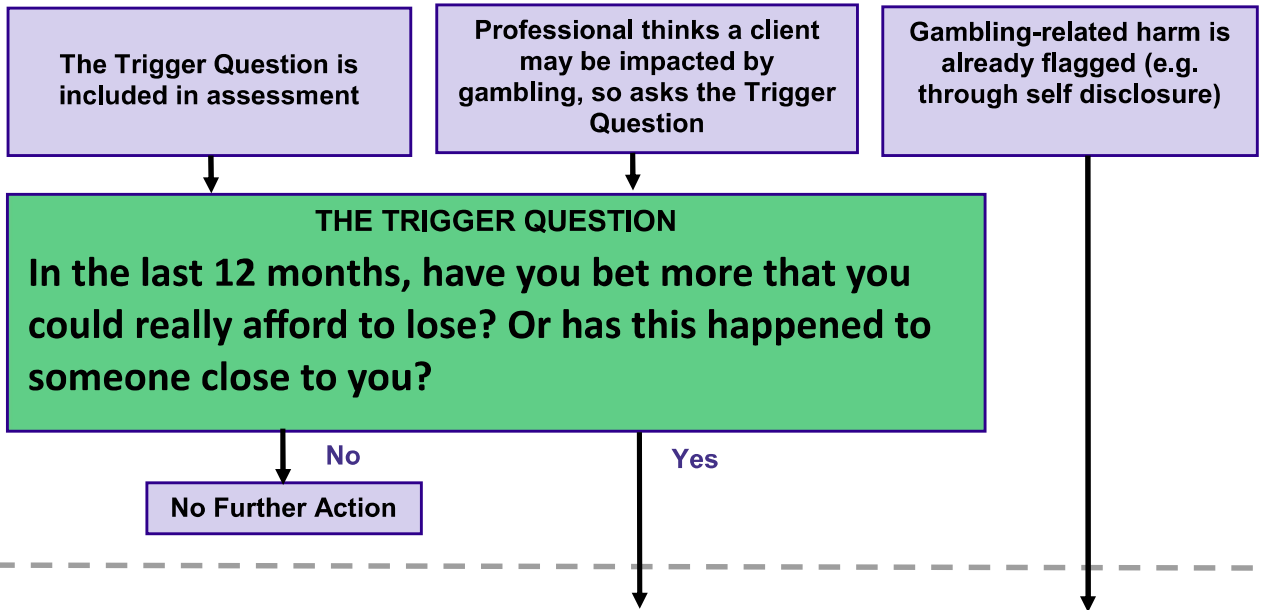 The Trigger Question is
included in assessment
Professional thinks a client
may be impacted by
gambling, so asks the Trigger
Question
Gambling-related harm is
already flagged (e.g.
through self disclosure)
THE TRIGGER QUESTION
In the last 12 months, have you bet more that you
could really afford to lose? Or has this happened to
someone close to you?
No
Yes
No Further Action